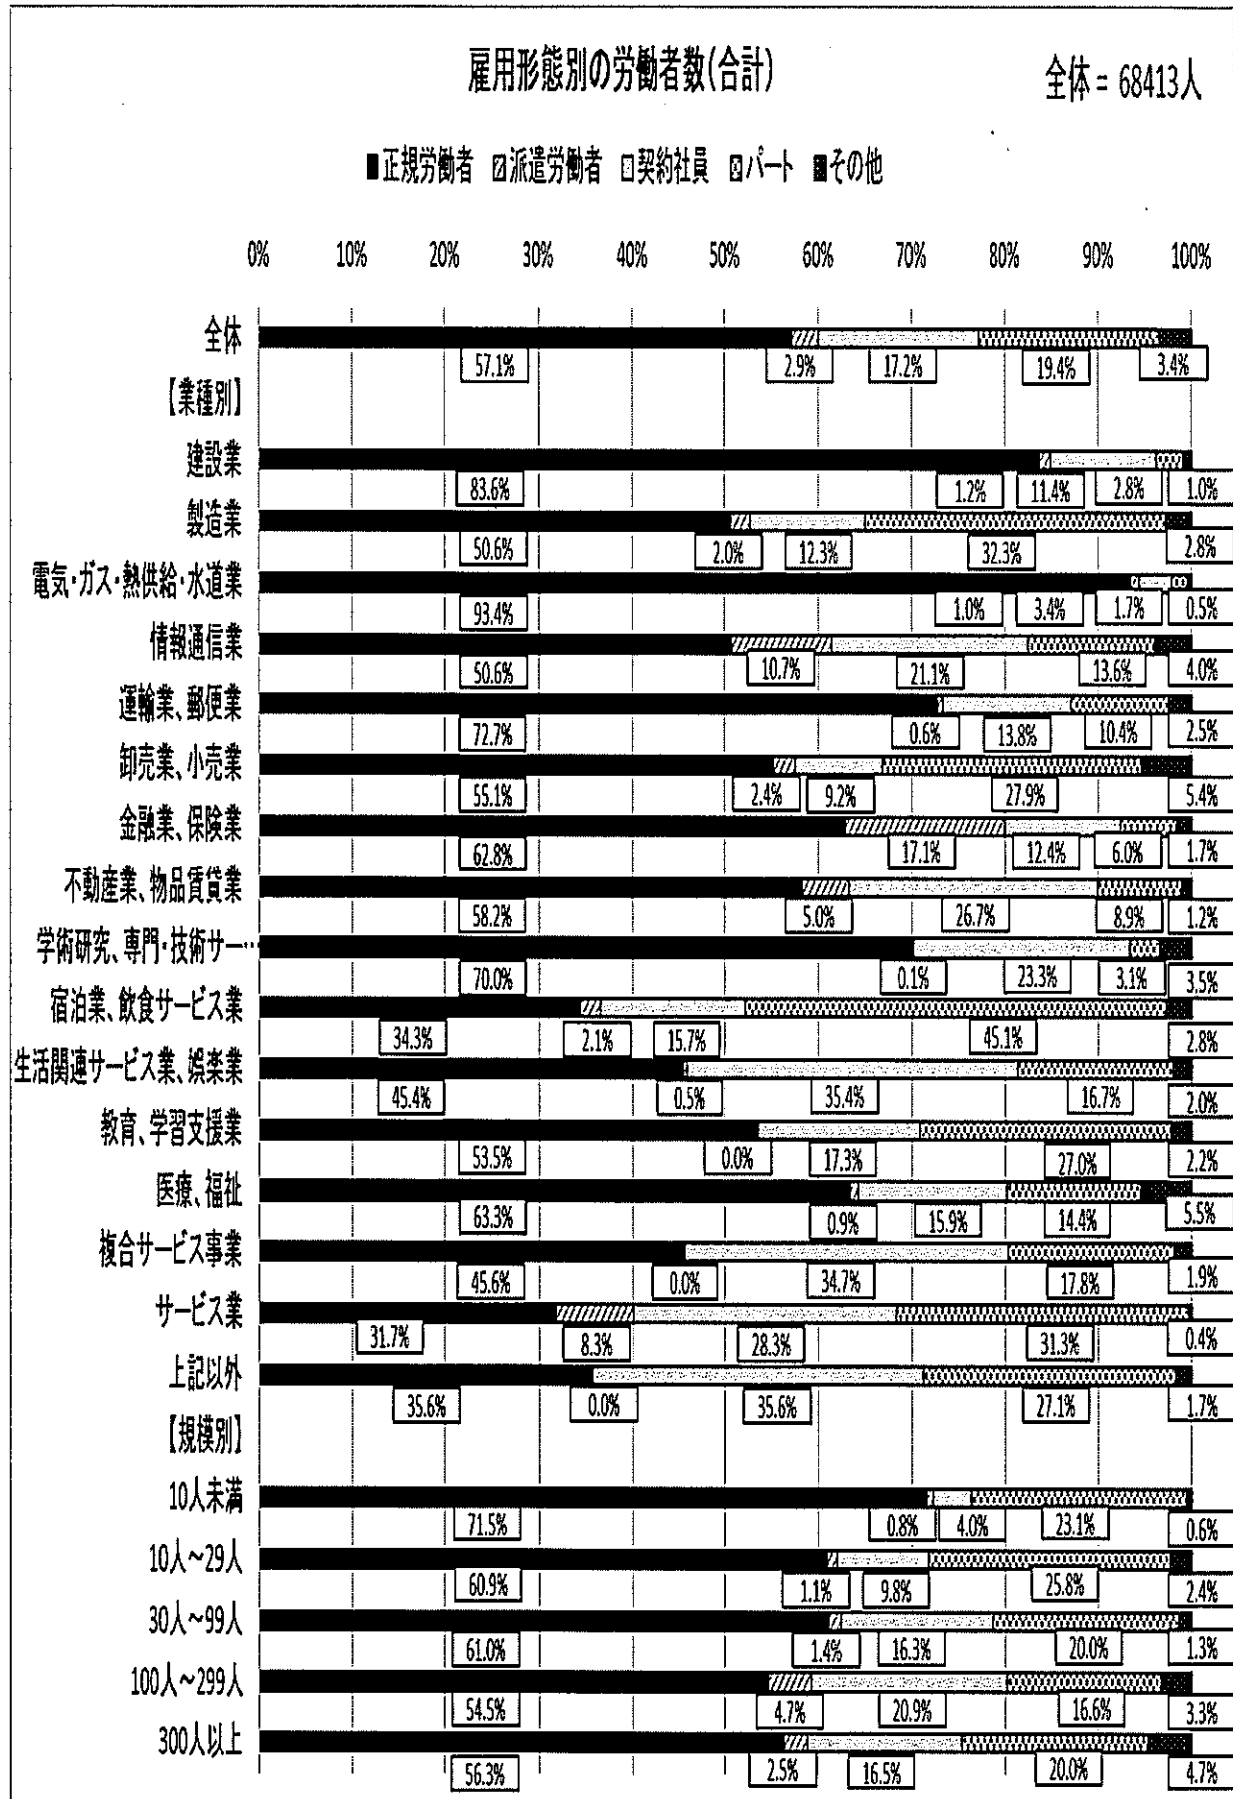 雇用形態別の労働者数(合計)
全体 = 68413人
■正規労働者 派遣労働者 契約社員 パート その他
0% 10% 20% 30% 40% 50% 60% 70% 80% 90% 100%
全体
57.1% 2.9% 17.2% 19.4% 3.4%
【業種別】
建設業
83.6% 1.2% 11.4% 2.8% 1.0%
製造業
50.6% 2.0% 12.3% 32.3% 2.8%
電気・ガス・熱供給・水道業
93.4% 1.0% 3.4% 1.7% 0.5%
情報通信業
50.6% 10.7% 21.1% 13.6% 4.0%
運輸業、郵便業
72.7% 0.6% 13.8% 10.4% 2.5%
卸売業、小売業
55.1% 2.4% 9.2% 27.9% 5.4%
金融業、保険業
62.8% 17.1% 12.4% 6.0% 1.7%
不動産業、物品賃貸業
58.2% 5.0% 26.7% 8.9% 1.2%
学術研究、専門・技術サー…
70.0% 0.1% 23.3% 3.1% 3.5%
宿泊業、飲食サービス業
34.3% 2.1% 15.7% 45.1% 2.8%
生活関連サービス業、娯楽業
45.4% 0.5% 35.4% 16.7% 2.0%
教育、学習支援業
53.5% 0.0% 17.3% 27.0% 2.2%
医療、福祉
63.3% 0.9% 15.9% 14.4% 5.5%
複合サービス事業
45.6% 0.0% 34.7% 17.8% 1.9%
サービス業
31.7% 8.3% 28.3% 31.3% 0.4%
上記以外
35.6% 0.0% 35.6% 27.1% 1.7%
【規模別】
10人未満
71.5% 0.8% 4.0% 23.1% 0.6%
10人～29人
60.9% 1.1% 9.8% 25.8% 2.4%
30人～99人
61.0% 1.4% 16.3% 20.0% 1.3%
100人～299人
54.5% 4.7% 20.9% 16.6% 3.3%
300人以上
56.3% 2.5% 16.5% 20.0% 4.7%